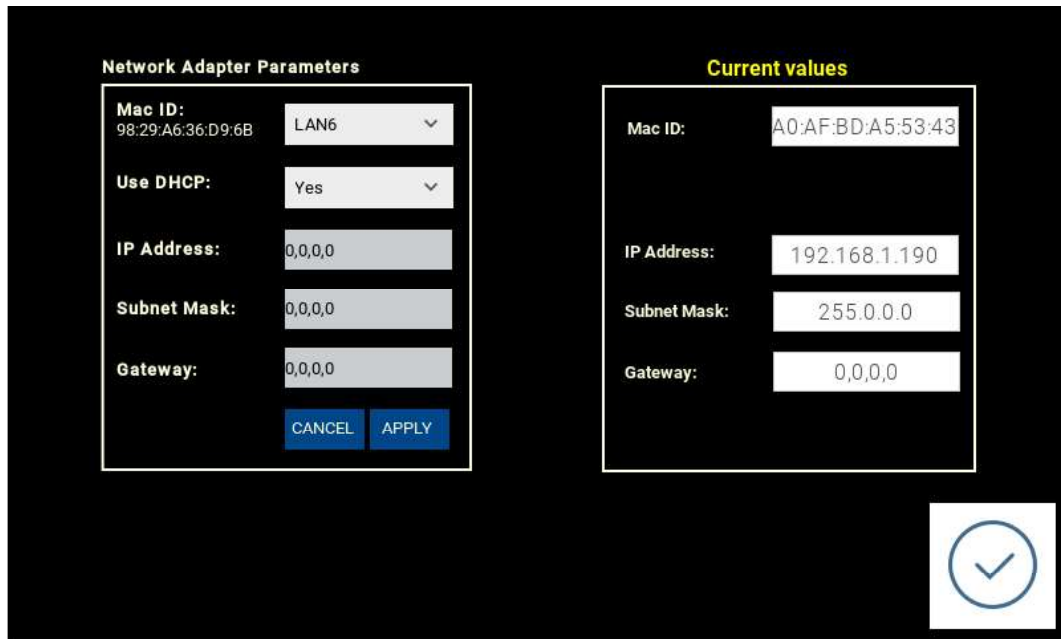 Network Adapter Parameters
Mac ID:
98:29:A6:36:D9:6B
LAN6
Use DHCP:
Yes
IP Address:
0,0,0,0
Subnet Mask:
0,0,0,0
Gateway:
0,0,0,0
CANCEL
APPLY
Current values
Mac ID:
A0:AF:BD:A5:53:43
IP Address:
192.168.1.190
Subnet Mask:
255.0.0.0
Gateway:
0,0,0,0